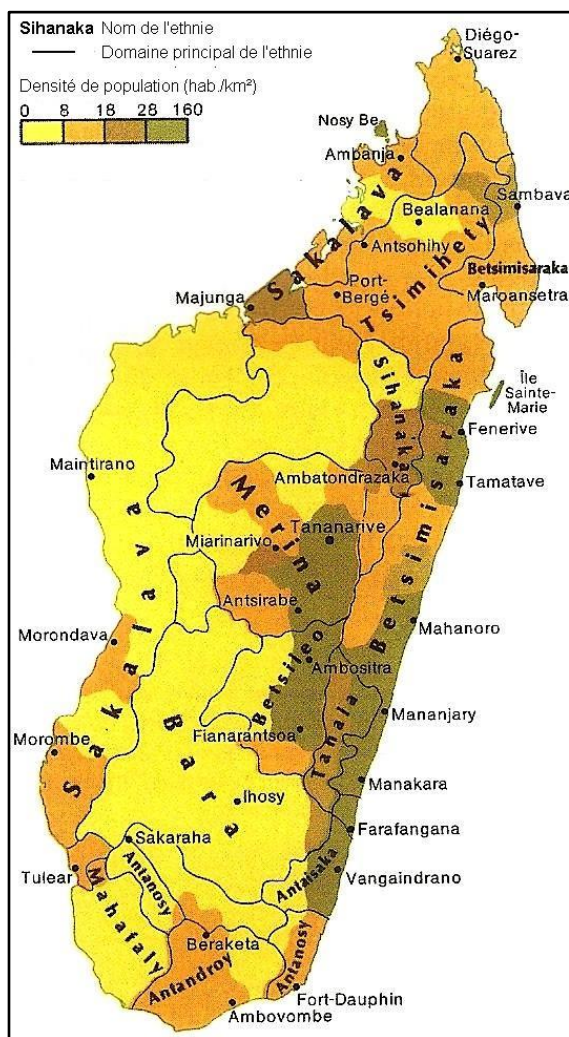 Sihanaka Nom de l'ethnie
Domaine principal de l'ethnie
Densité de population (hab./km²)
0 8 18 28 160
Diégo-
Suarez
Nosy Be
Ambanja
Sambava
Bealanana
Sakalava
Antsohihy
Tsimihety
Betsimisaraka
Port-
Bergé
Maroansetra
Majunga
Sihanaka
Île
Sainte-
Marie
Fenerive
Maintirano
Ambatondrazaka
Tamatave
Merina
Tananarive
Miarinarivo
Betsimisaraka
Antsirabe
Sakalava
Mahanoro
Morondava
Betsileo
Ambositra
Mananjary
Bara
Tanala
Fianarantsoa
Morombe
Manakara
Ihosy
Farafangana
Sakaraha
Antanosy
Tulear
Antaisaka
Vangaindrano
Mahafaly
Beraketa
Antanosy
Antandroy
Fort-Dauphin
Ambovombe